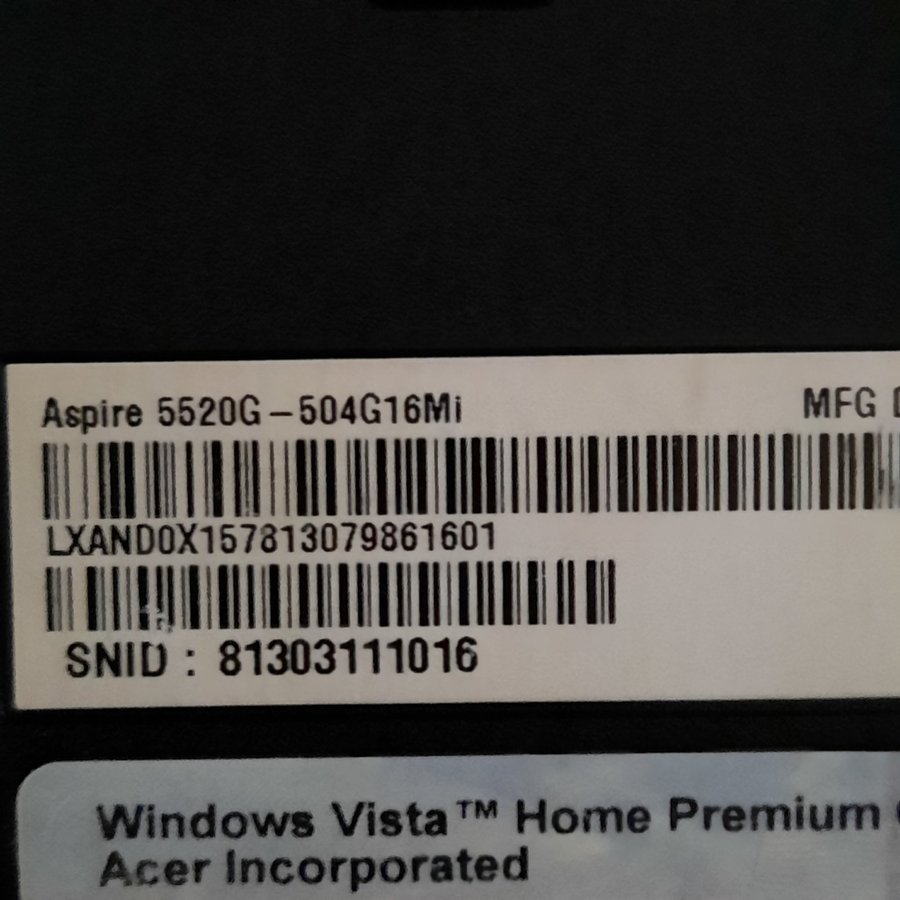 Aspire 5520G-504G16Mi MFG
LXAND0X157813079861601
SNID : 81303111016
Windows Vista™ Home Premium
Acer Incorporated